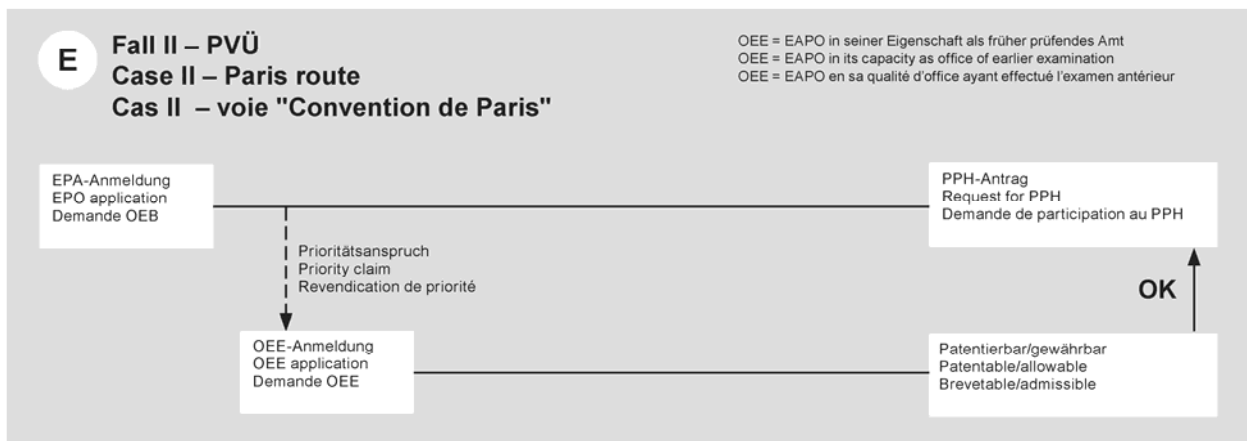 E
Fall II – PVÜ
Case II – Paris route
Cas II – voie "Convention de Paris"
OEE = EAPO in seiner Eigenschaft als früher prüfendes Amt
OEE = EAPO in its capacity as office of earlier examination
OEE = EAPO en sa qualité d'office ayant effectué l'examen antérieur
EPA-Anmeldung
EPO application
Demande OEB
PPH-Antrag
Request for PPH
Demande de participation au PPH
Prioritätsanspruch
Priority claim
Revendication de priorité
OK
OEE-Anmeldung
OEE application
Demande OEE
Patentierbar/gewährbar
Patentable/allowable
Brevetable/admissible